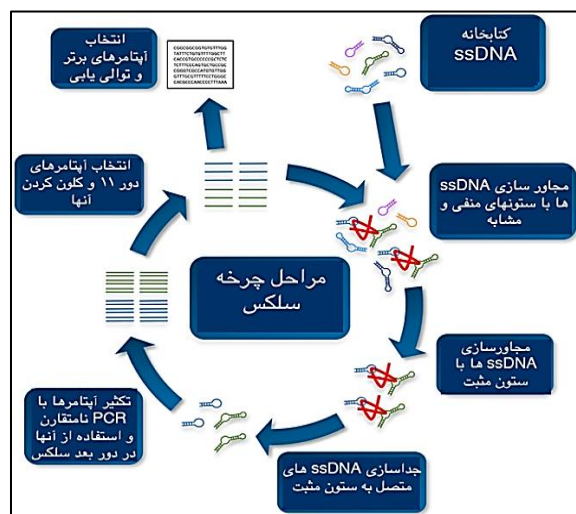 کتابخانه
ssDNA
مجاور سازی ssDNA
ها با ستونهای منفی و
مشابه
مجاورسازی
ssDNA ها با
ستون مثبت
جداسازی ssDNA های
متصل به ستون مثبت
تکثیر آپتامرها با
PCR نامتقارن
و استفاده از آنها
در دور بعد سلکس
انتخاب آپتامرهای
دور ۱۱ و کلون کردن
آنها
انتخاب
آپتامرهای برتر
و توالی یابی
مراحل چرخه
سلکس